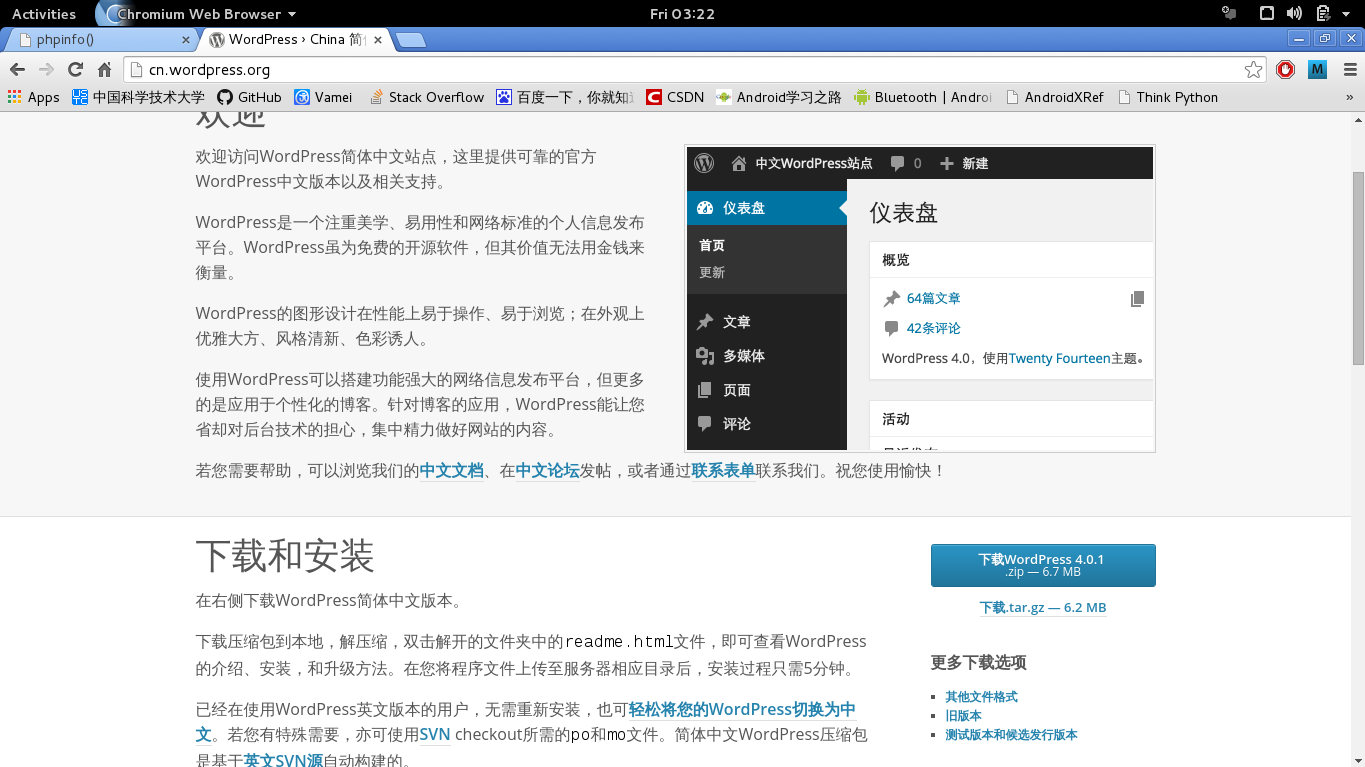 Activities Chromium Web Browser Fri 03:22
phpinfo() WordPress › China 简
cn.wordpress.org
Apps 中国科学技术大学 GitHub Vamei Stack Overflow 百度一下，你就知 CSDN Android学习之路 Bluetooth | Androi AndroidXRef Think Python »
欢迎
欢迎访问WordPress简体中文站点，这里提供可靠的官方
WordPress中文版本以及相关支持。
WordPress是一个注重美学、易用性和网络标准的个人信息发布
平台。WordPress虽为免费的开源软件，但其价值无法用金钱来
衡量。
WordPress的图形设计在性能上易于操作、易于浏览；在外观上
优雅大方、风格清新、色彩诱人。
使用WordPress可以搭建功能强大的网络信息发布平台，但更多
的是应用于个性化的博客。针对博客的应用，WordPress能让您
省却对后台技术的担心，集中精力做好网站的内容。
若您需要帮助，可以浏览我们的中文文档、在中文论坛发帖，或者通过联系表单联系我们。祝您使用愉快！
中文WordPress站点 0 新建
仪表盘
首页
更新
文章
多媒体
页面
评论
仪表盘
概览
64篇文章
42条评论
WordPress 4.0，使用Twenty Fourteen主题。
活动
最近发布
下载和安装
在右侧下载WordPress简体中文版本。
下载压缩包到本地，解压缩，双击解开的文件夹中的readme.html文件，即可查看WordPress
的介绍、安装，和升级方法。在您将程序文件上传至服务器相应目录后，安装过程只需5分钟。
已经在使用WordPress英文版本的用户，无需重新安装，也可轻松将您的WordPress切换为中
文。若您有特殊需要，亦可使用SVN checkout所需的po和mo文件。简体中文WordPress压缩包
是基于英文SVN源自动构建的。
下载WordPress 4.0.1
.zip — 6.7 MB
下载.tar.gz — 6.2 MB
更多下载选项
其他文件格式
旧版本
测试版本和候选发行版本